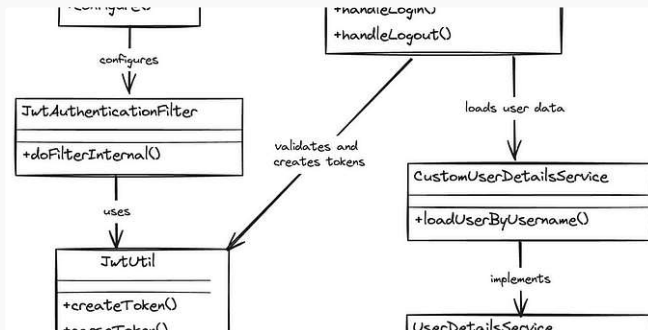 +configure()
+handleLogin()
+handleLogout()
configures
loads user data
JwtAuthenticationFilter
+doFilterInternal()
validates and
creates tokens
CustomUserDetailsService
+loadUserByUsername()
uses
JwtUtil
+createToken()
implements
UserDetailsService